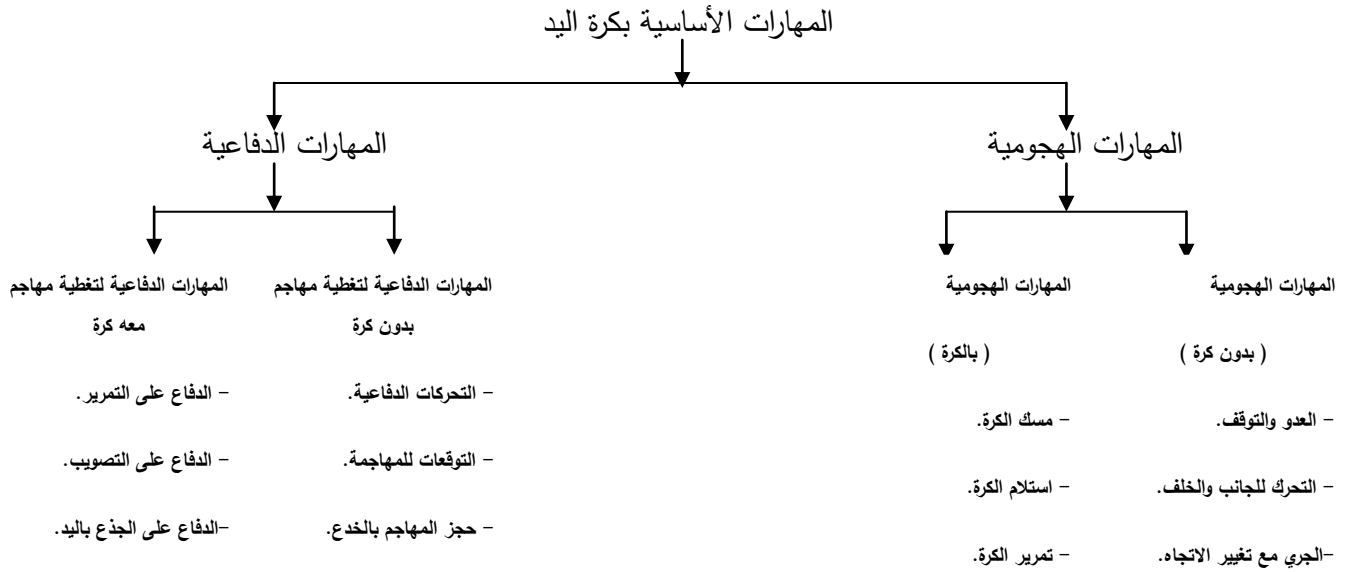 المهارات الأساسية بكرة اليد
المهارات الهجومية
المهارات الدفاعية
المهارات الهجومية
( بدون كرة )
- العدو والتوقف.
- التحرك للجانب والخلف.
-الجري مع تغيير الاتجاه.
المهارات الهجومية
( بالكرة )
- مسك الكرة.
- استلام الكرة.
- تمرير الكرة.
المهارات الدفاعية لتغطية مهاجم
بدون كرة
- التحركات الدفاعية.
- التوقعات للمهاجمة.
- حجز المهاجم بالخدع.
المهارات الدفاعية لتغطية مهاجم
معه كرة
- الدفاع على التمرير.
- الدفاع على التصويب.
-الدفاع على الجذع باليد.